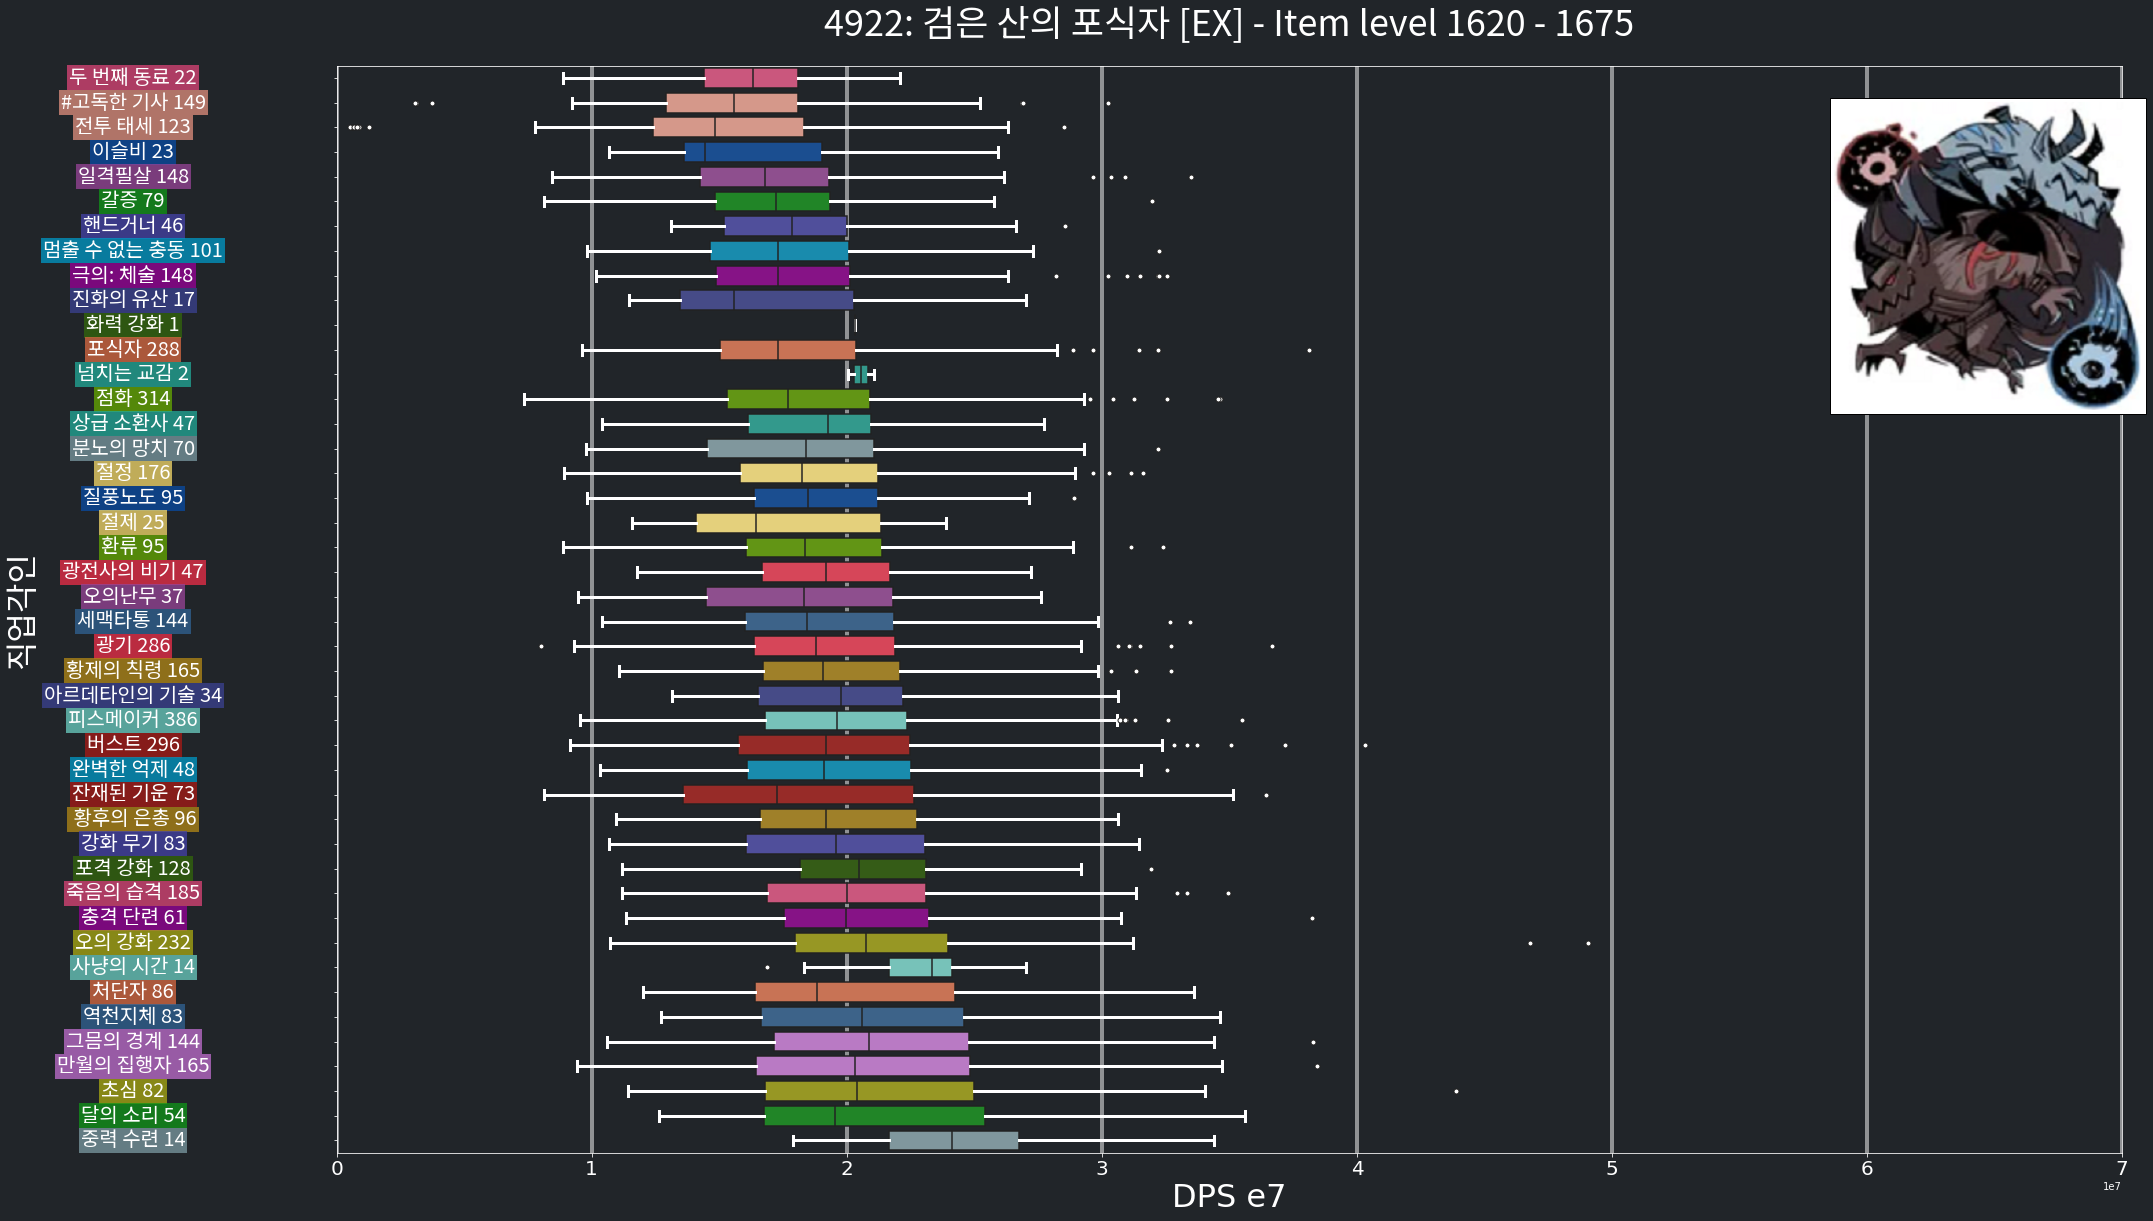 4922: 검은 산의 포식자 [EX] - Item level 1620 - 1675
두 번째 동료 22
#고독한 기사 149
전투 태세 123
이슬비 23
일격필살 148
갈증 79
핸드거너 46
멈출 수 없는 충동 101
극의: 체술 148
진화의 유산 17
화력 강화 1
포식자 288
넘치는 교감 2
점화 314
상급 소환사 47
분노의 망치 70
절정 176
질풍노도 95
절제 25
환류 95
광전사의 비기 47
오의난무 37
세맥타통 144
광기 286
황제의 칙령 165
아르데타인의 기술 34
피스메이커 386
버스트 296
완벽한 억제 48
잔재된 기운 73
황후의 은총 96
강화 무기 83
포격 강화 128
죽음의 습격 185
충격 단련 61
오의 강화 232
사냥의 시간 14
처단자 86
역천지체 83
그믐의 경계 144
만월의 집행자 165
초심 82
달의 소리 54
중력 수련 14
직업각인
0 1 2 3 4 5 6 7
1e7
DPS e7